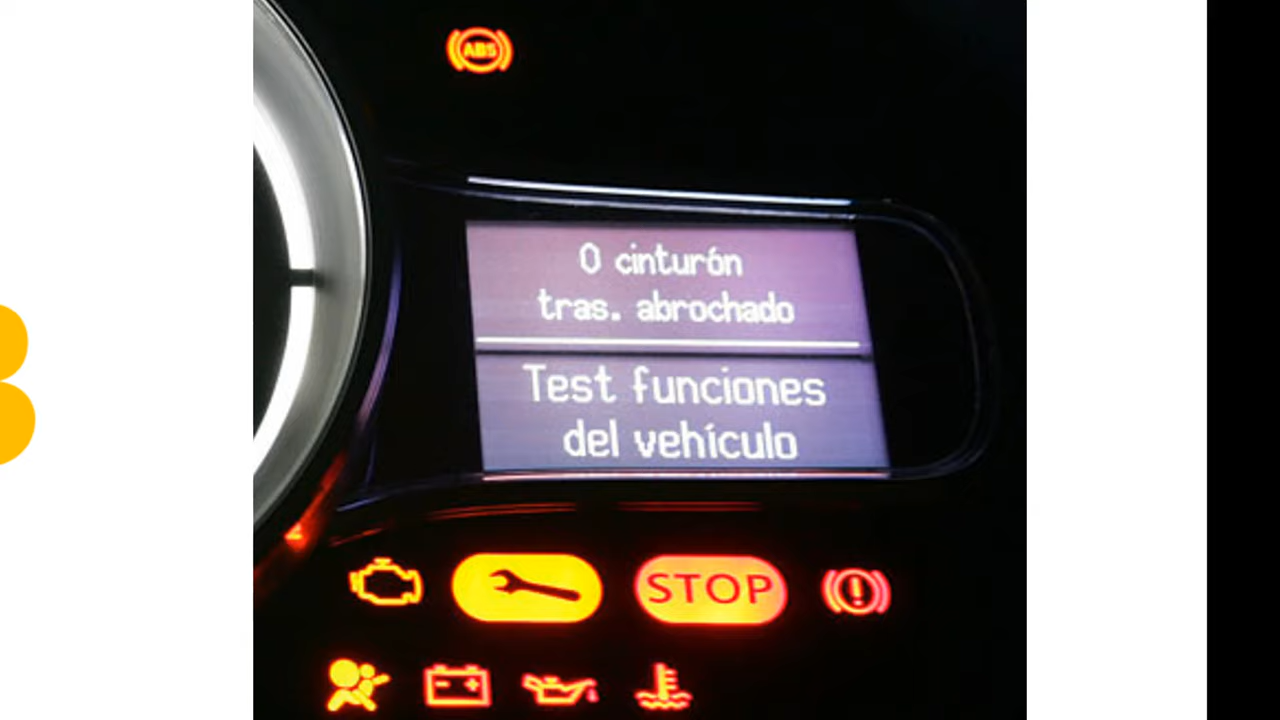 ABS
0 cinturón
tras. abrochado
Test funciones
del vehículo
STOP